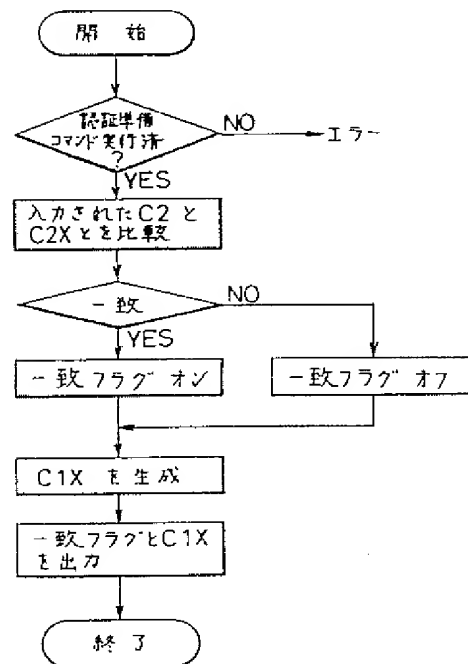 開始
認証準備
コマンド実行済
?
NO
エラー
YES
入力されたC2と
C2Xとを比較
一致
NO
YES
一致フラグ オン
一致フラグ オフ
C1X を生成
一致フラグとC1X
を出力
終了